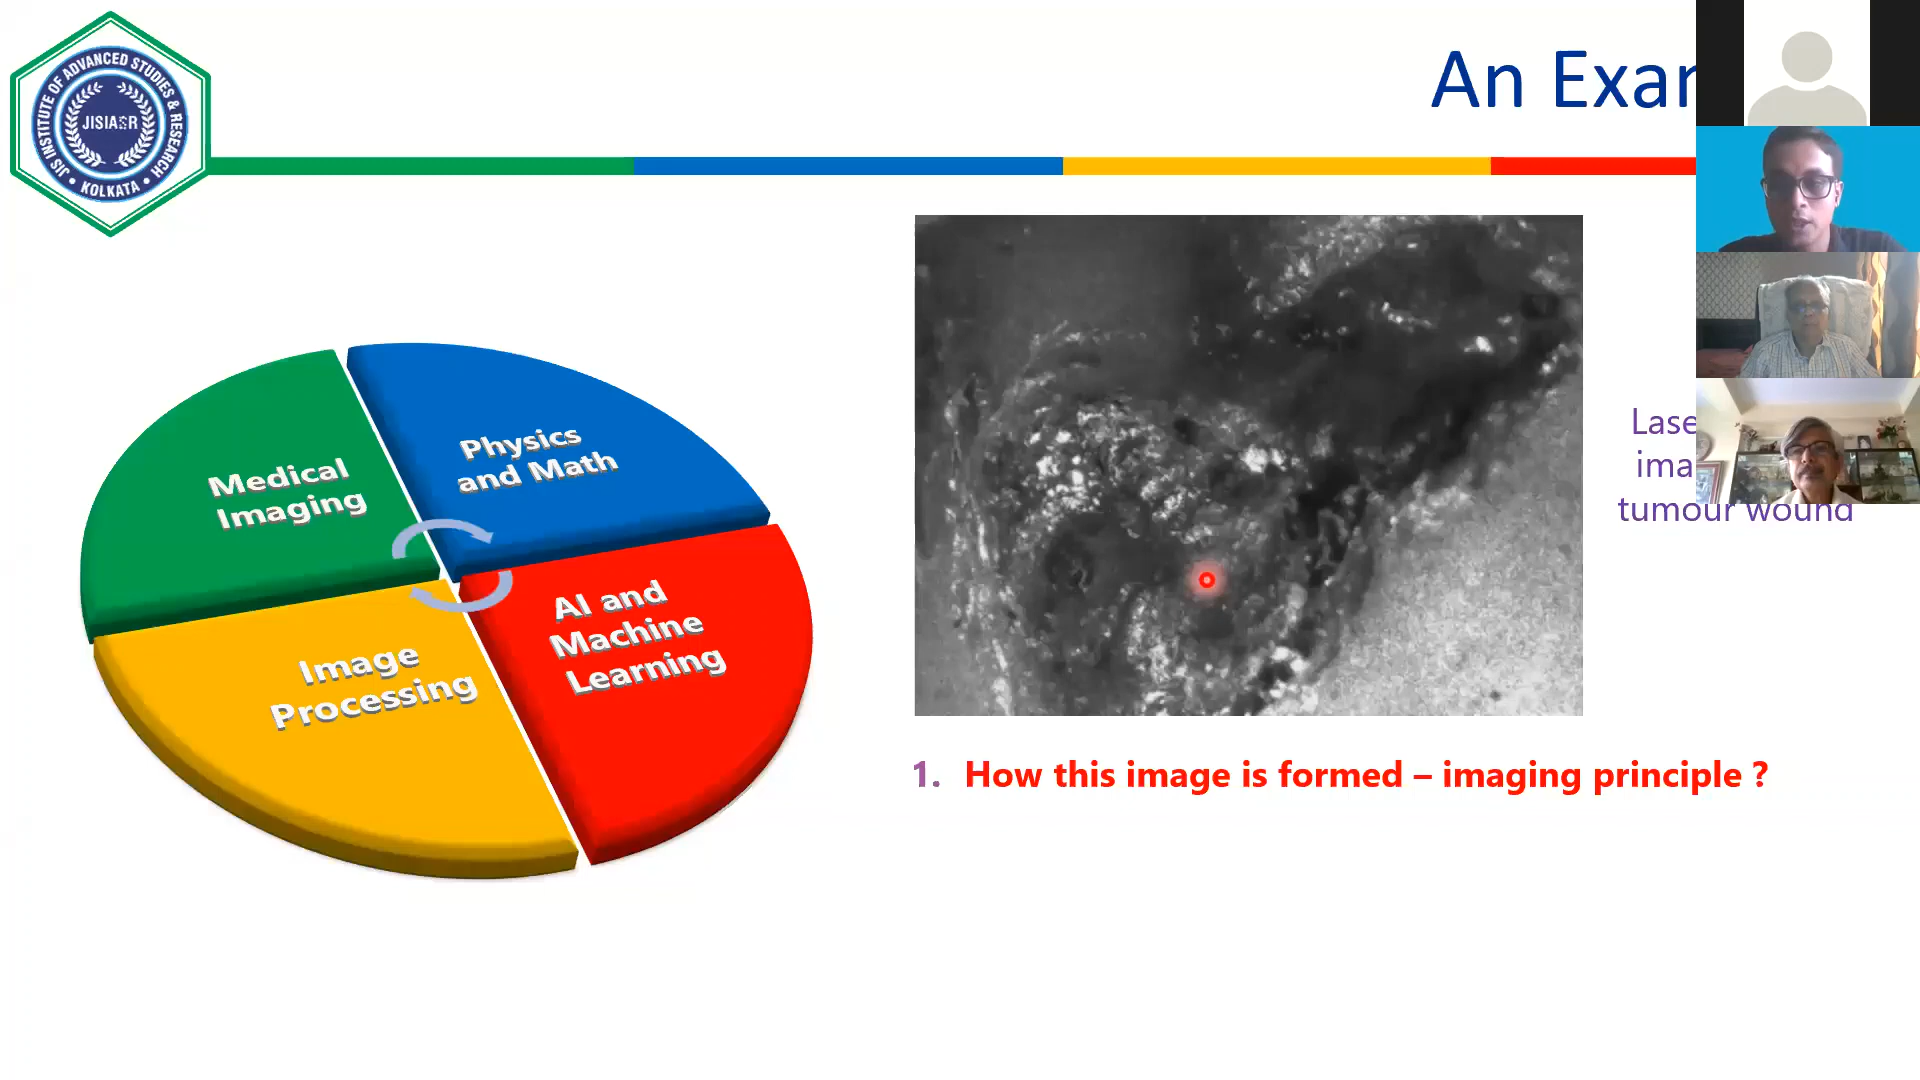 JIS INSTITUTE OF ADVANCED STUDIES & RESEARCH
JISIASR
• KOLKATA •
An Exar
Medical
Imaging
Physics
and Math
Image
Processing
AI and
Machine
Learning
Lase
ima
tumour wound
1. How this image is formed – imaging principle ?